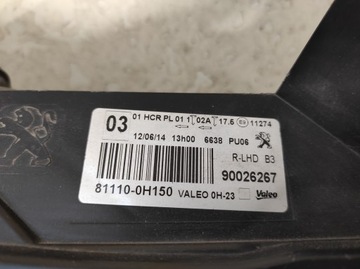 03 01 HCR PL 01 1 02A 17.6 11274
12/06/14 13h00 6638 PU06
R-LHD B3
90026267
81110-0H150 VALEO 0H-23 Valeo